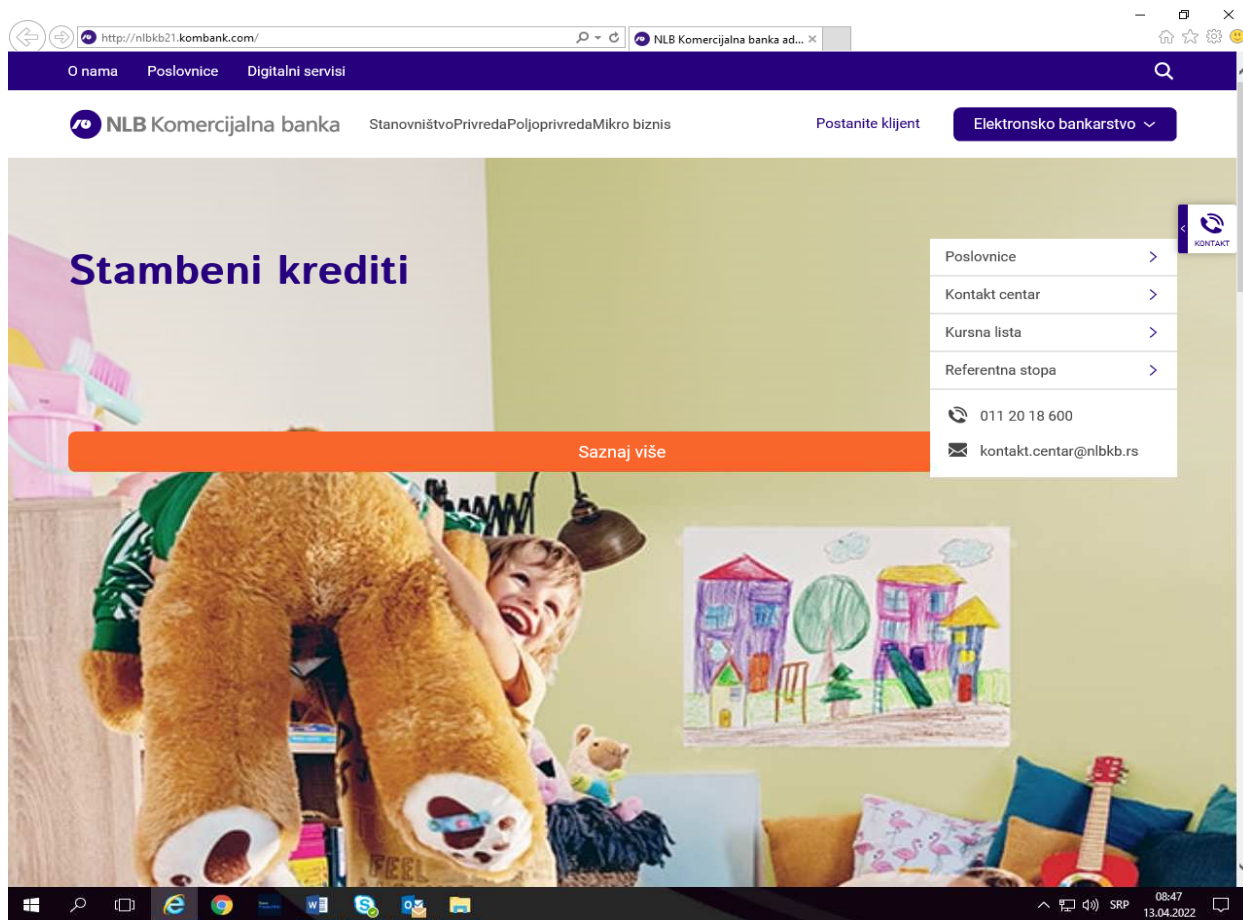 http://nlbkb21.kombank.com/
NLB Komercijalna banka ad...
O nama Poslovnice Digitalni servisi
NLB Komercijalna banka StanovništvoPrivredaPoljoprivredaMikro biznis Postanite klijent Elektronsko bankarstvo
KONTAKT
Stambeni krediti
Poslovnice
Kontakt centar
Kursna lista
Referentna stopa
011 20 18 600
Saznaj više
kontakt.centar@nlbkb.rs
FEEL
SRP
08:47
13.04.2022